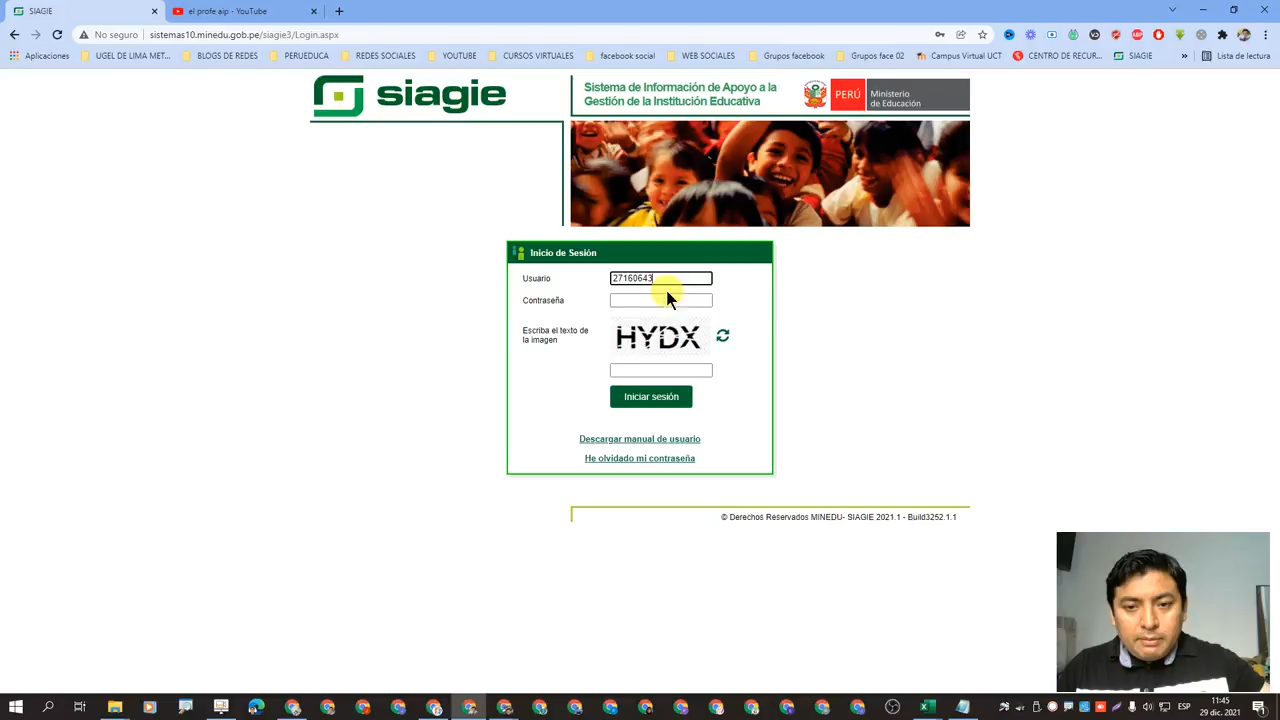 SIAGIE
el profo aip - YouTube
No seguro
sistemas10.minedu.gob.pe/siagie3/Login.aspx
Aplicaciones
UGEL DE LIMA MET...
BLOGS DE REDES
PERUEDUCA
REDES SOCIALES
YOUTUBE
CURSOS VIRTUALES
facebook social
WEB SOCIALES
Grupos facebook
Grupos face 02
Campus Virtual UCT
CENTRO DE RECUR...
SIAGIE
»
Lista de lectura
siagie
Sistema de Información de Apoyo a la
Gestión de la Institución Educativa
PERÚ
Ministerio
de Educación
Inicio de Sesión
Usuario
27160643
Contraseña
Escriba el texto de
la imagen
HYDX
Iniciar sesión
Descargar manual de usuario
He olvidado mi contraseña
© Derechos Reservados MINEDU- SIAGIE 2021.1 - Build3252.1.1
ESP
11:45
29 dic. 2021